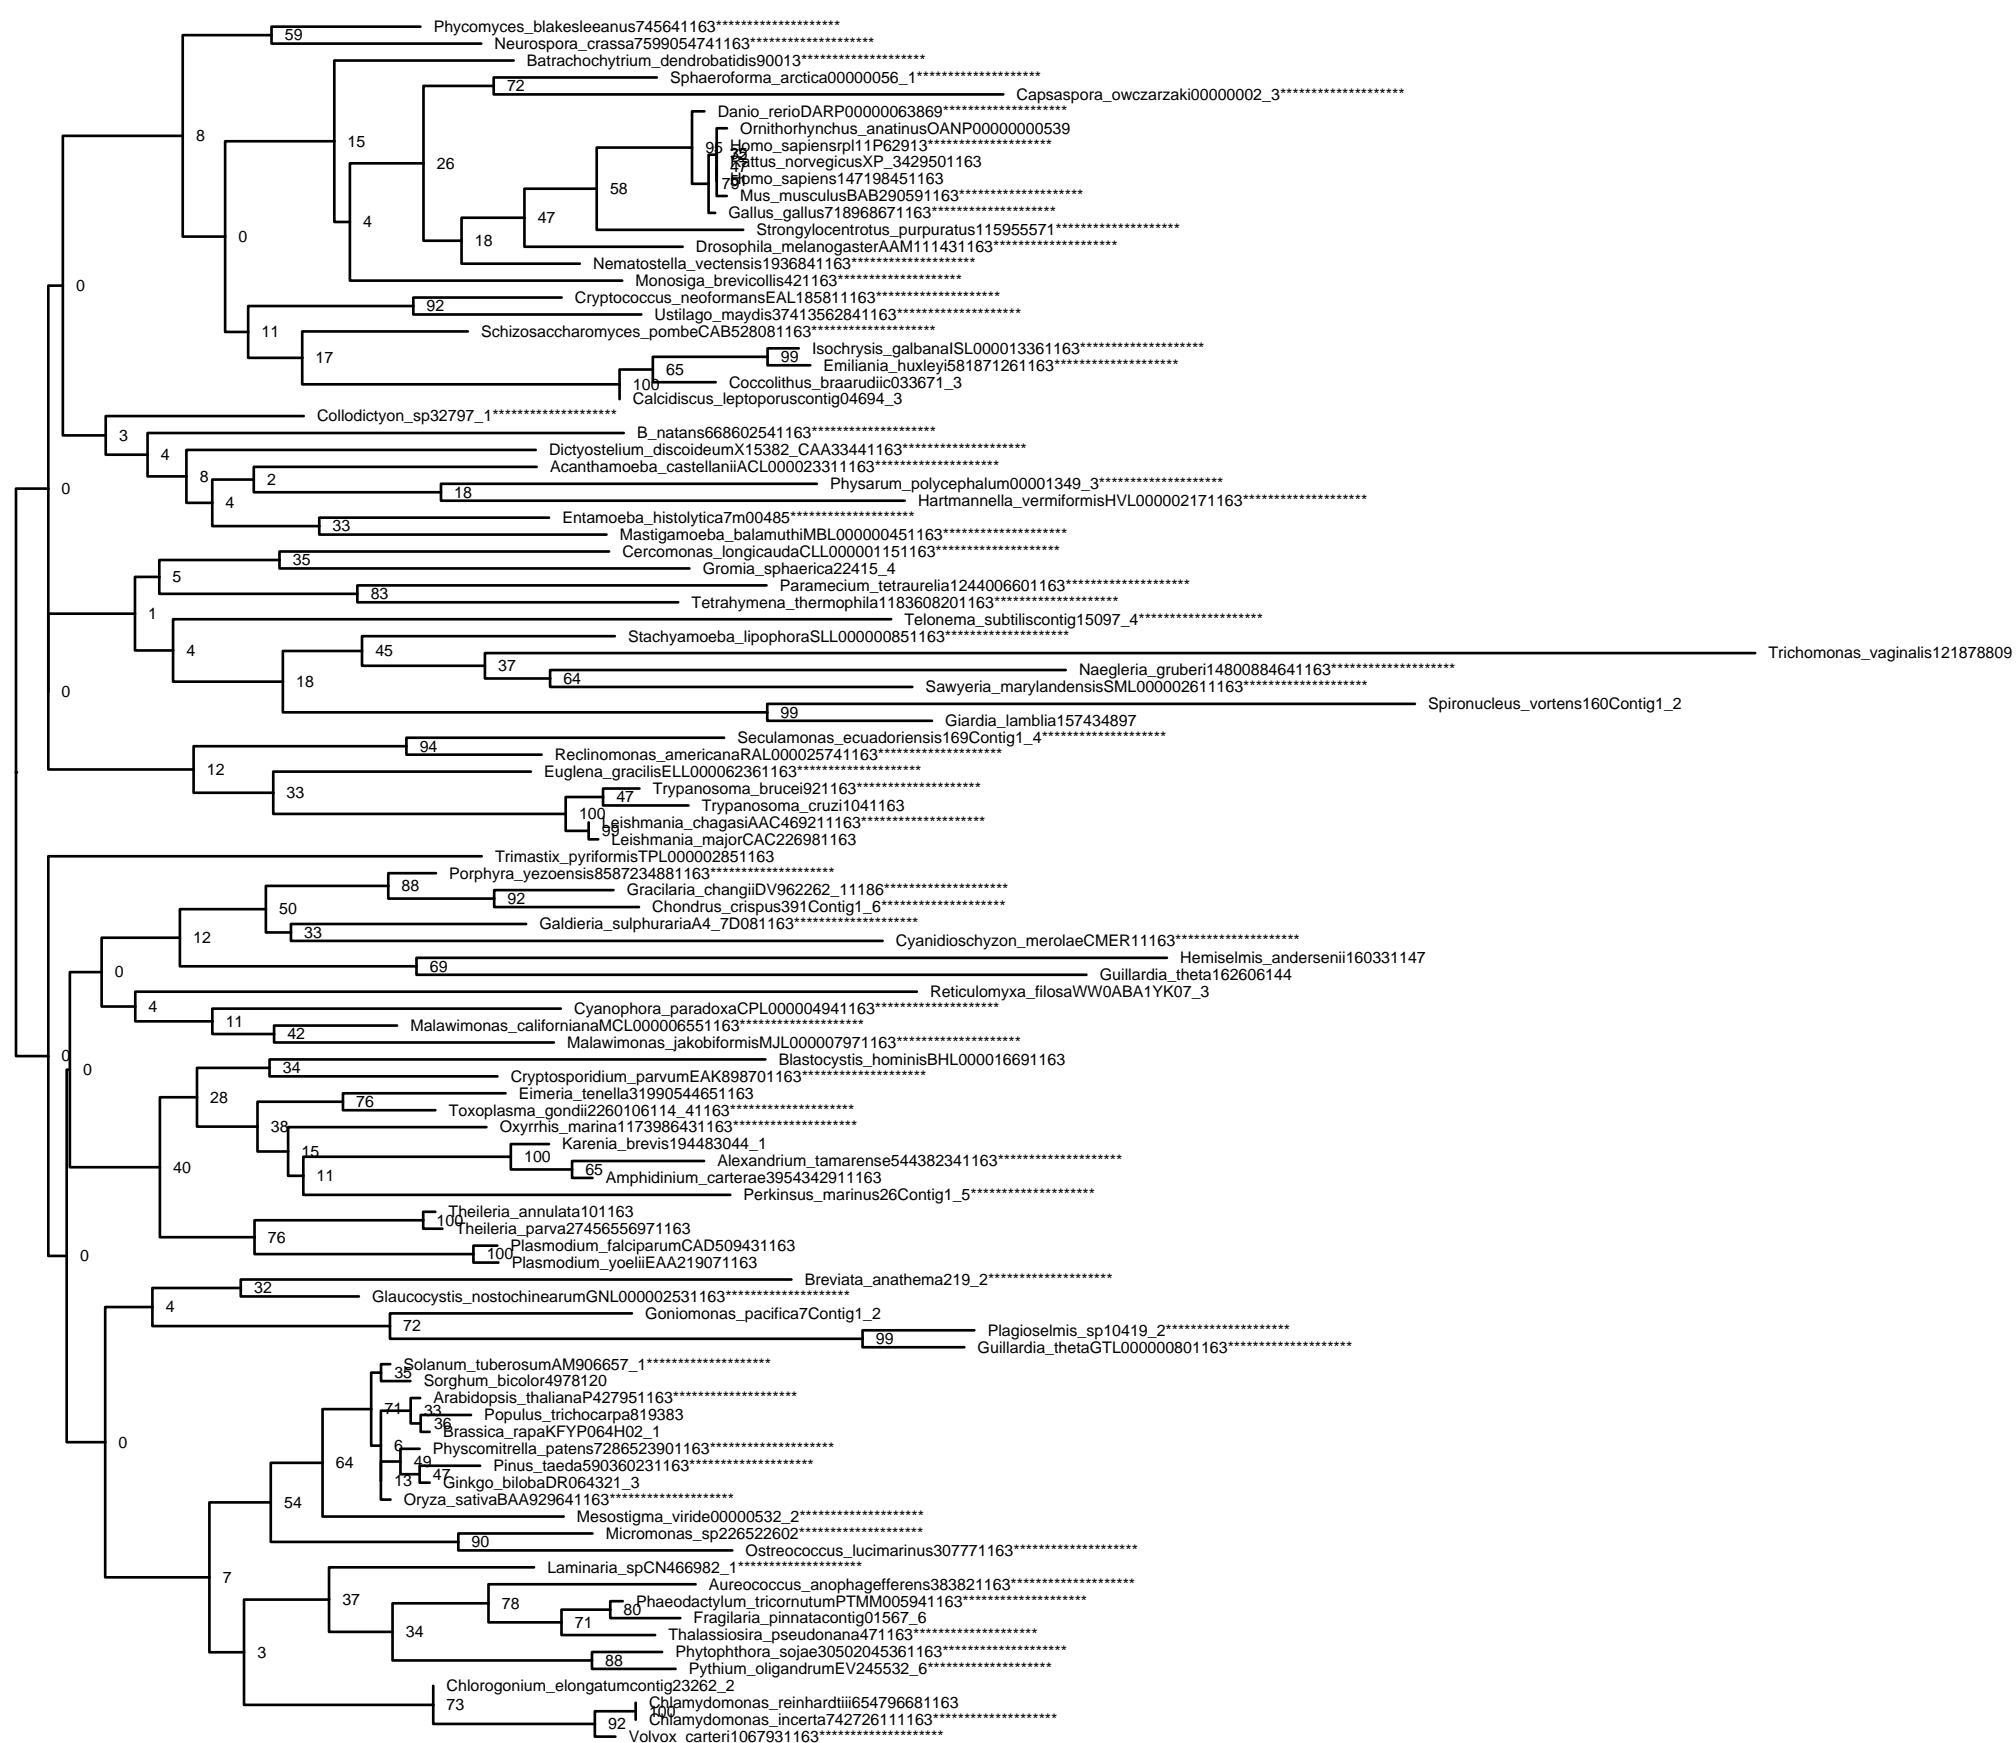 Phycomyces_blakesleeanus745641163********************
59
Neurospora_crassa7599054741163********************
Batrachochytrium_dendrobatidis90013********************
Sphaeroforma_arctica00000056_1********************
72
Capsaspora_owczarzaki00000002_3********************
Danio_rerioDARP00000063869********************
Ornithorhynchus_anatinusOANP00000000539
8
15
95
Homo_sapiensrpl11P62913********************
26
Rattus_norvegicusXP_3429501163
47
Homo_sapiens147198451163
58
Mus_musculusBAB290591163********************
Gallus_gallus718968671163********************
4
47
Strongylocentrotus_purpuratus115955571********************
0
18
Drosophila_melanogasterAAM111431163********************
Nematostella_vectensis1936841163********************
Monosiga_brevicollis421163********************
0
Cryptococcus_neoformansEAL185811163********************
92
Ustilago_maydis37413562841163********************
11
Schizosaccharomyces_pombeCAB528081163********************
17
Isochrysis_galbanaISL000013361163********************
99
65
Emiliania_huxleyi581871261163********************
100
Coccolithus_braarudiic033671_3
Calcidiscus_leptoporuscontig04694_3
Collodictyon_sp32797_1********************
3
B_natans668602541163********************
4
Dictyostelium_discoideumX15382_CAA33441163********************
Acanthamoeba_castellaniiACL000023311163********************
8
2
Physarum_polycephalum00001349_3********************
0
18
4
Hartmannella_vermiformisHVL000002171163********************
Entamoeba_histolytica7m00485********************
33
Mastigamoeba_balamuthiMBL000000451163********************
Cercomonas_longicaudaCLL000001151163********************
35
Gromia_sphaerica22415_4
5
Paramecium_tetraurelia1244006601163********************
83
Tetrahymena_thermophila1183608201163********************
1
Telonema_subtiliscontig15097_4********************
Stachyamoeba_lipophoraSLL000000851163********************
4
45
Trichomonas_vaginalis121878809
37
Naegleria_gruberi14800884641163********************
18
64
Sawyeria_marylandensisSML000002611163********************
0
Spironucleus_vortens160Contig1_2
99
Giardia_lamblia157434897
Seculamonas_ecuadoriensis169Contig1_4********************
94
Reclinomonas_americanaRAL000025741163********************
12
Euglena_gracilisELL000062361163********************
33
Trypanosoma_brucei921163********************
47
Trypanosoma_cruzi1041163
100
Leishmania_chagasiAAC469211163********************
99
Leishmania_majorCAC226981163
Trimastix_pyriformisTPL000002851163
Porphyra_yezoensis8587234881163********************
88
Gracilaria_changiiDV962262_11186********************
92
50
Chondrus_crispus391Contig1_6********************
Galdieria_sulphurariaA4_7D081163********************
12
33
Cyanidioschyzon_merolaeCMER11163********************
Hemiselmis_andersenii160331147
0
69
Guillardia_theta162606144
Reticulomyxa_filosaWW0ABA1YK07_3
4
Cyanophora_paradoxaCPL000004941163********************
11
Malawimonas_californianaMCL000006551163********************
42
Malawimonas_jakobiformisMJL000007971163********************
0
0
Blastocystis_hominisBHL000016691163
34
Cryptosporidium_parvumEAK898701163********************
28
Eimeria_tenella31990544651163
76
Toxoplasma_gondii2260106114_41163********************
38
Oxyrrhis_marina1173986431163********************
15
Karenia_brevis194483044_1
100
40
Alexandrium_tamarense544382341163********************
65
11
Amphidinium_carterae3954342911163
Perkinsus_marinus26Contig1_5********************
Theileria_annulata101163
100
76
Theileria_parva27456556971163
Plasmodium_falciparumCAD509431163
0
100
Plasmodium_yoeliiEAA219071163
Breviata_anathema219_2********************
32
Glaucocystis_nostochinearumGNL000002531163********************
4
Goniomonas_pacifica7Contig1_2
72
Plagioselmis_sp10419_2********************
99
Guillardia_thetaGTL000000801163********************
Solanum_tuberosumAM906657_1********************
35
Sorghum_bicolor4978120
Arabidopsis_thalianaP427951163********************
71
33
Populus_trichocarpa819383
36
Brassica_rapaKFYP064H02_1
0
6
Physcomitrella_patens7286523901163********************
64
49
Pinus_taeda590360231163********************
13
47
Ginkgo_bilobaDR064321_3
54
Oryza_sativaBAA929641163********************
Mesostigma_viride00000532_2********************
Micromonas_sp226522602********************
90
Ostreococcus_lucimarinus307771163********************
Laminaria_spCN466982_1********************
7
Aureococcus_anophagefferens383821163********************
37
78
Phaeodactylum_tricornutumPTMM005941163********************
80
71
Fragilaria_pinnatacontig01567_6
34
Thalassiosira_pseudonana471163********************
3
Phytophthora_sojae30502045361163********************
88
Pythium_oligandrumEV245532_6********************
Chlorogonium_elongatumcontig23262_2
73
Chlamydomonas_reinhardtiii654796681163
100
92
Chlamydomonas_incerta742726111163********************
Volvox_carteri1067931163********************